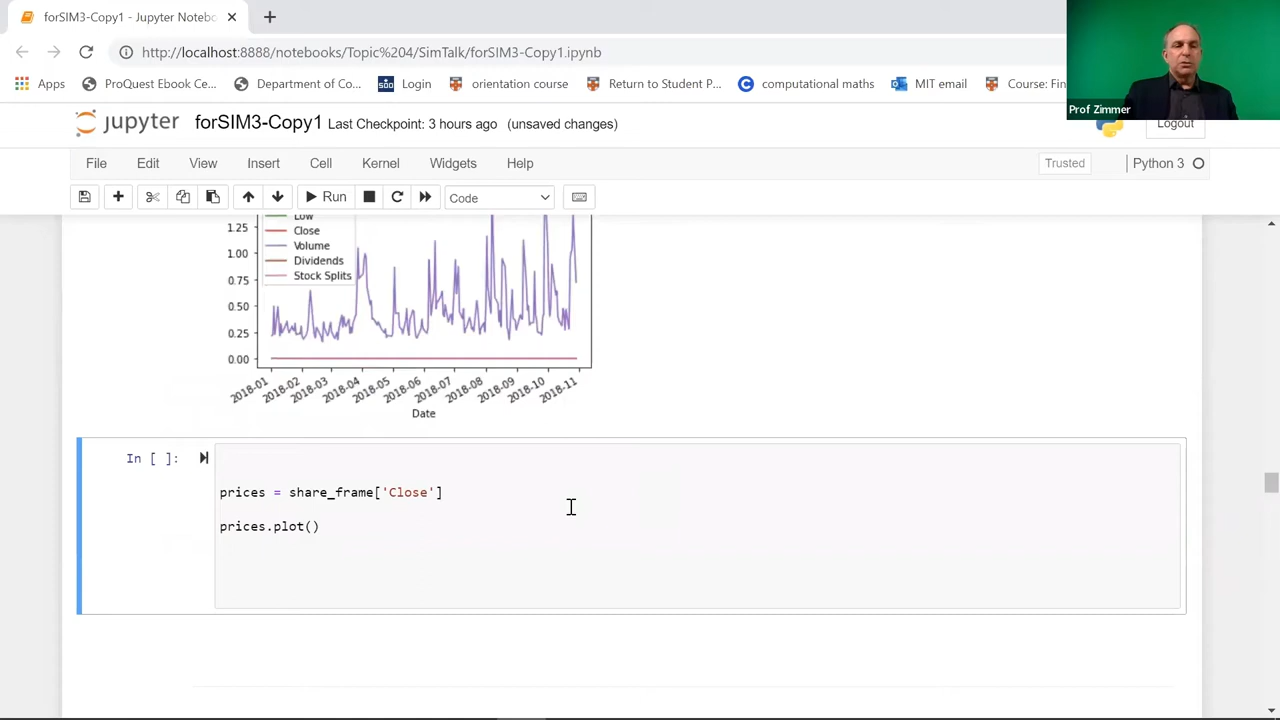 forSIM3-Copy1 - Jupyter Notebo
http://localhost:8888/notebooks/Topic%204/SimTalk/forSIM3-Copy1.ipynb
Apps ProQuest Ebook Ce... Department of Co... Login orientation course Return to Student P... computational maths MIT email Course: Fin
Prof Zimmer
jupyter forSIM3-Copy1 Last Checkpoint: 3 hours ago (unsaved changes) Logout
File Edit View Insert Cell Kernel Widgets Help Trusted Python 3
Run Code
Low
1.25
Close
Volume
1.00
Dividends
0.75
Stock Splits
0.50
0.25
0.00
2018-01 2018-02 2018-03 2018-04 2018-05 2018-06 2018-07 2018-08 2018-09 2018-10 2018-11
Date
In [ ]:
prices = share_frame['Close']
prices.plot()